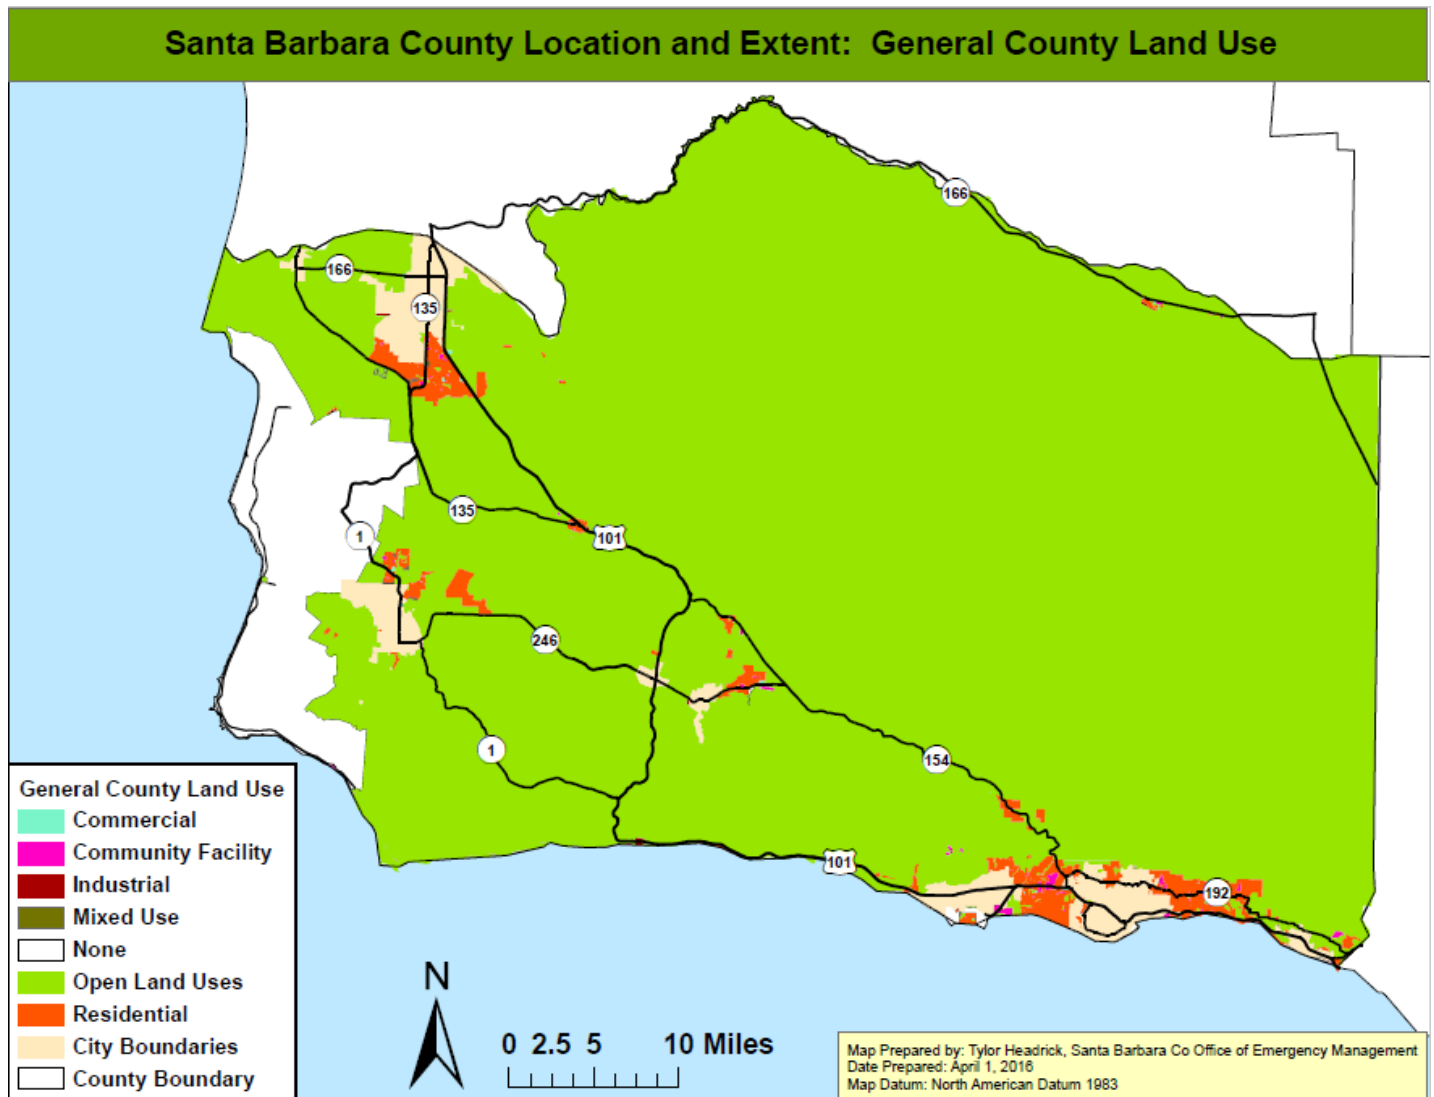 Santa Barbara County Location and Extent:  General County Land Use
166
166
135
135
1
101
246
1
154
101
192
General County Land Use
Commercial
Community Facility
Industrial
Mixed Use
None
Open Land Uses
Residential
City Boundaries
County Boundary
N
0 2.5 5 10 Miles
Map Prepared by: Tylor Headrick, Santa Barbara Co Office of Emergency Management
Date Prepared: April 1, 2016
Map Datum: North American Datum 1983